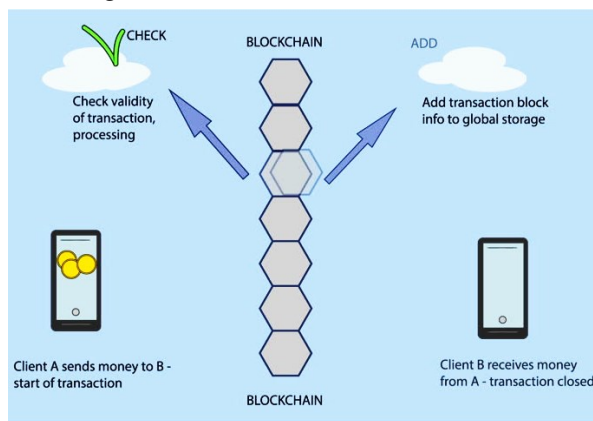 CHECK
BLOCKCHAIN
ADD
Check validity
of transaction,
processing
Add transaction block
info to global storage
Client A sends money to B -
start of transaction
Client B receives money
from A - transaction closed
BLOCKCHAIN